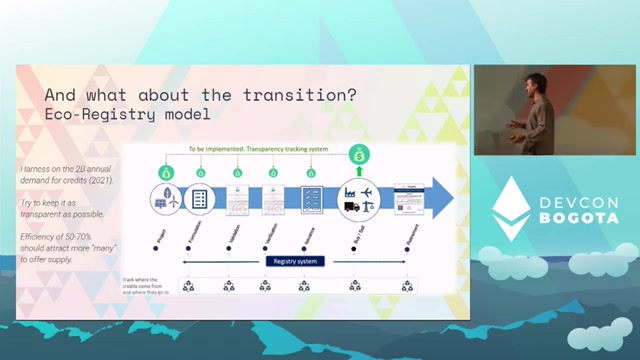 And what about the transition?
Eco-Registry model
To be implemented: Transparency tracking system
Harness on the 2B annual
demand for credits (2021).
Try to keep it as
transparent as possible.
Efficiency of 50-70%
should attract more "many"
to offer supply.
Project
Formulation
Validation
Verification
Issuance
Buy / Sell
Retirement
Registry system
Track where the
credits come from
and where they go to
DEVCON
BOGOTA